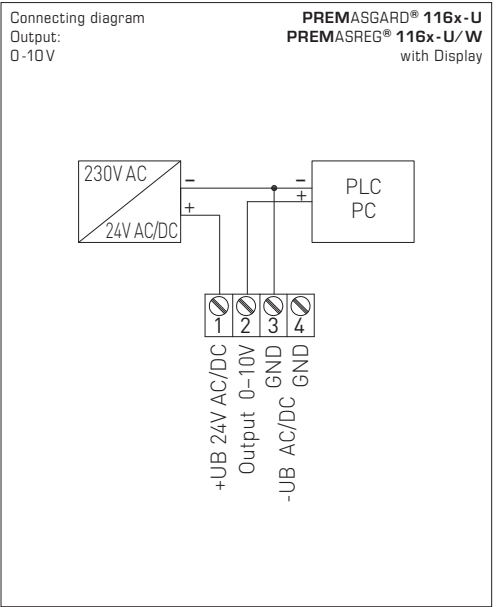 Connecting diagram
Output:
0-10 V
PREMASGARD® 116x-U
PREMASREG® 116x-U/W
with Display
230V AC
24V AC/DC
–
+
–
+
PLC
PC
1 2 3 4
+UB 24V AC/DC
Output 0–10V
GND
-UB AC/DC GND